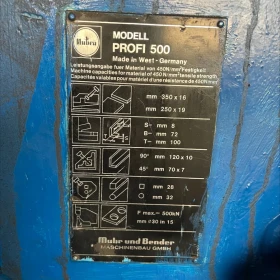 Mubea
MODELL
PROFI 500
Made in West-Germany
Leistungsangabe fuer Material von 450N/mm² Festigkeit
Machine capacities for material of 450 N/mm² tensile strength
Capacités valables pour matériel d'une résistance de 450N/mm²
mm 350 x 16
mm 250 x 19
S- 8
B- mm 72
T- mm 100
90° mm 120 x 10
45° mm 70 x 7
□ mm 28
○ mm 32
P max.- 500kN
mm Ø30 in 15
Muhr und Bender
MASCHINENBAU GMBH